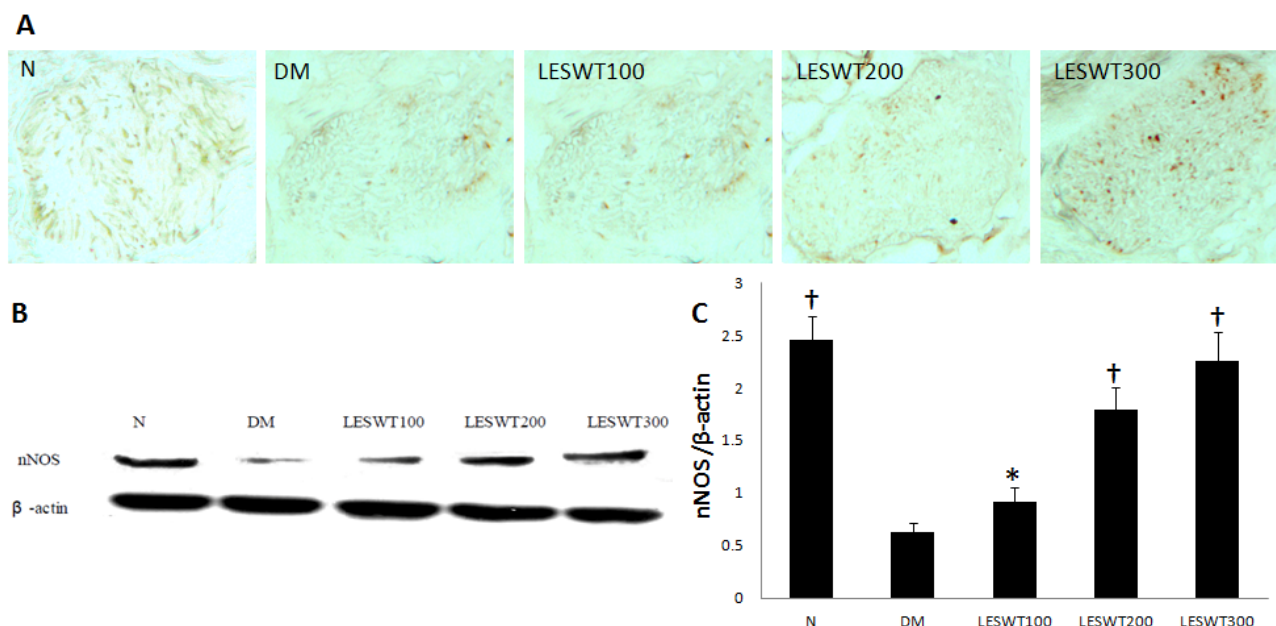 A
N DM LESWT100 LESWT200 LESWT300
B
N DM LESWT100 LESWT200 LESWT300
nNOS
β -actin
C
nNOS/β-actin
3
2.5
2
1.5
1
0.5
0
† * † †
N DM LESWT100 LESWT200 LESWT300